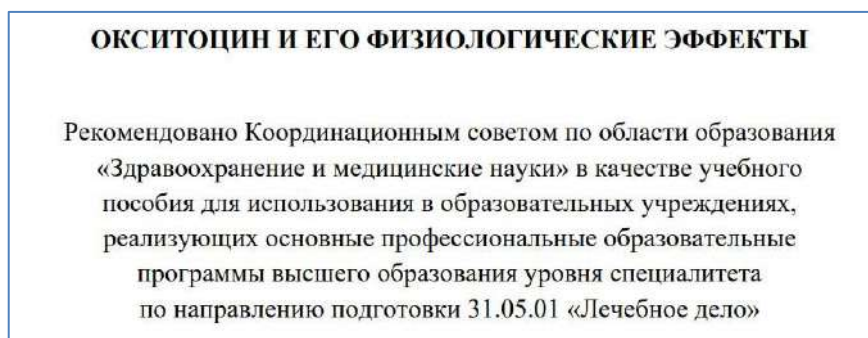 ОКСИТОЦИН И ЕГО ФИЗИОЛОГИЧЕСКИЕ ЭФФЕКТЫ
Рекомендовано Координационным советом по области образования
«Здравоохранение и медицинские науки» в качестве учебного
пособия для использования в образовательных учреждениях,
реализующих основные профессиональные образовательные
программы высшего образования уровня специалитета
по направлению подготовки 31.05.01 «Лечебное дело»